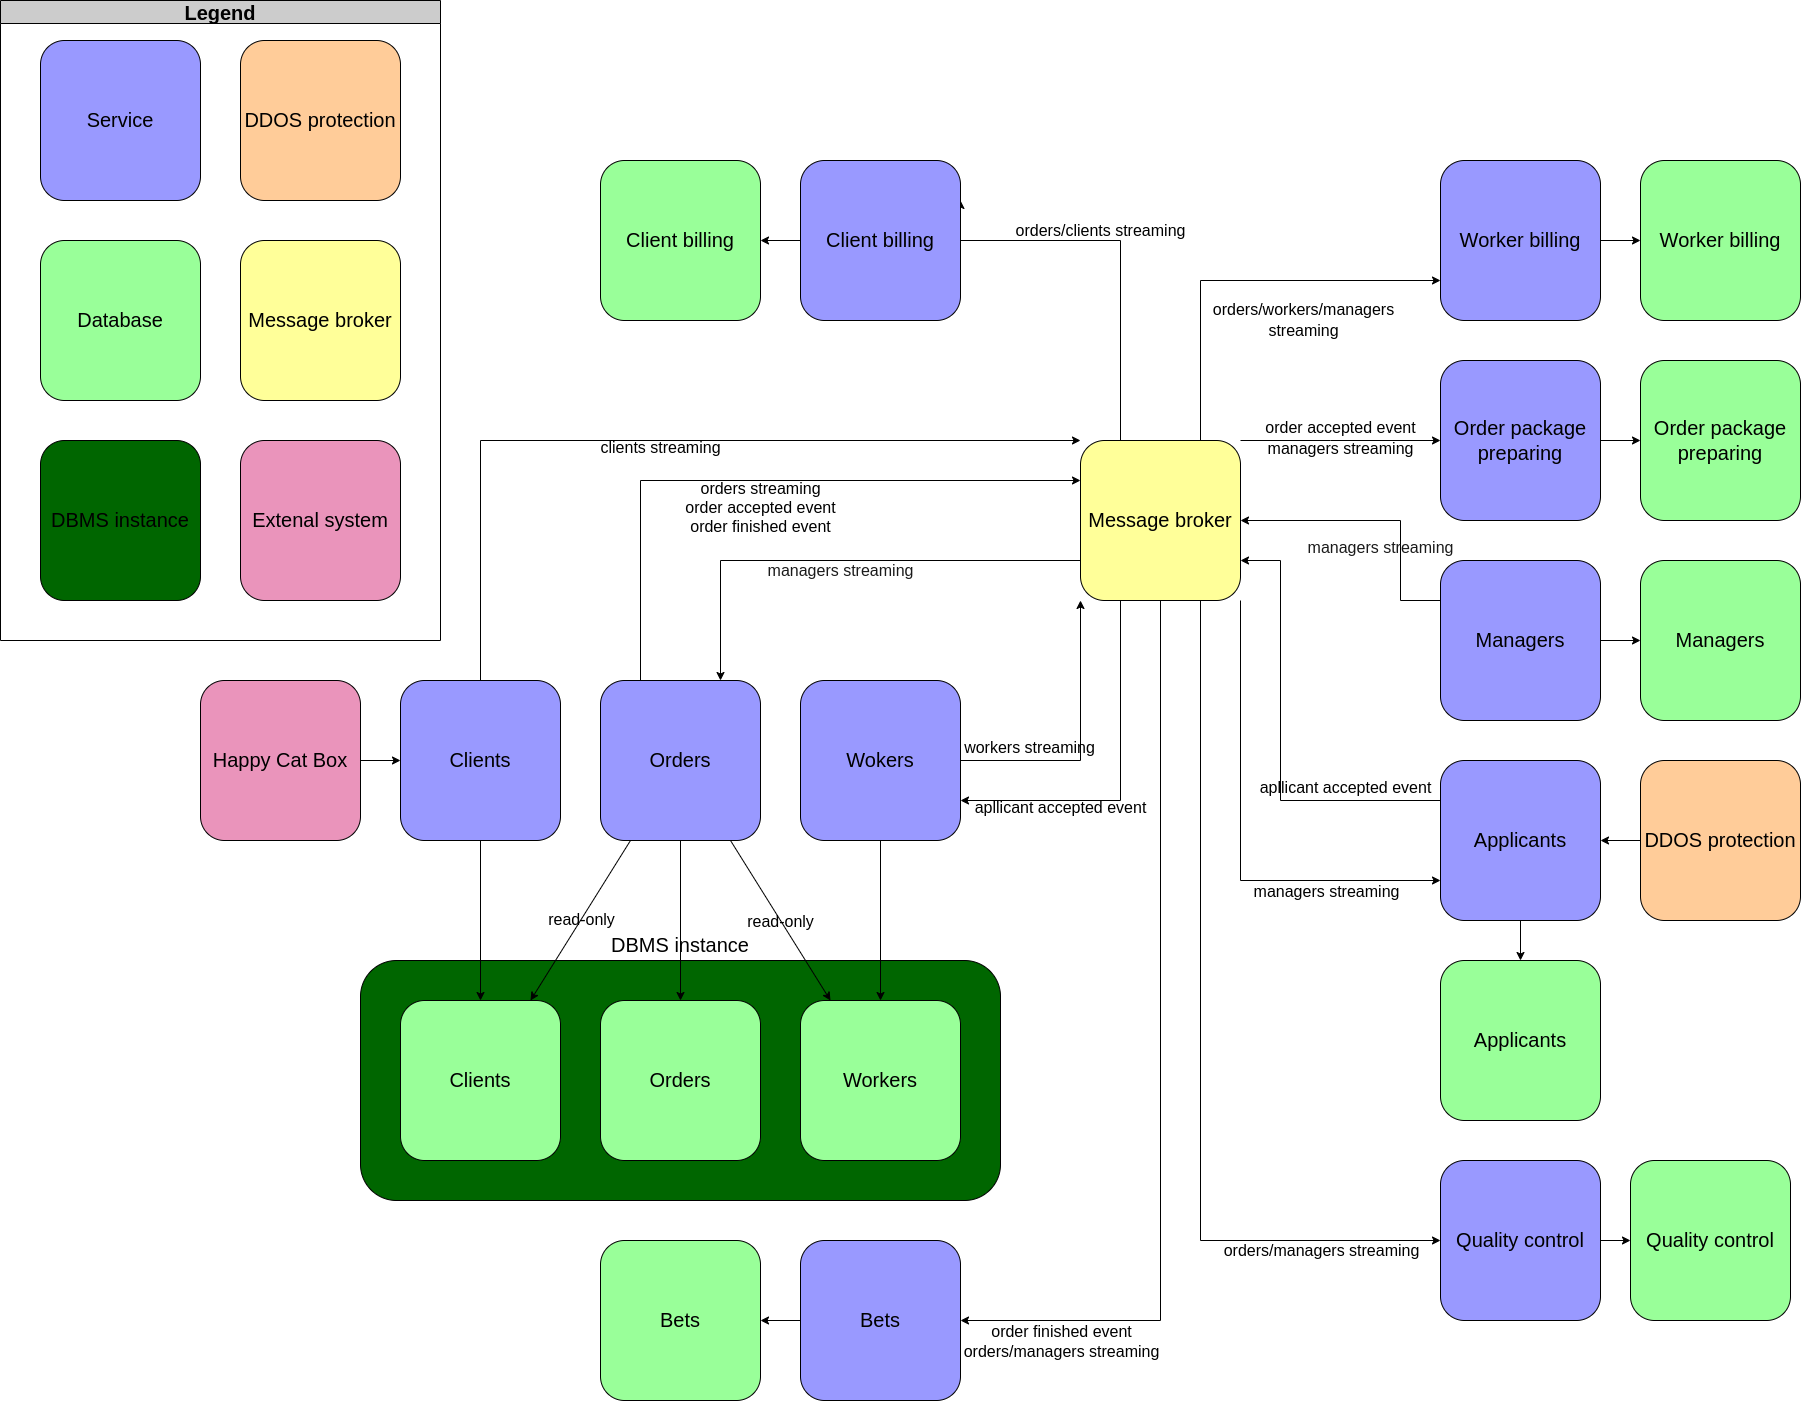 Legend
Service
DDOS protection
Database
Message broker
DBMS instance
Extenal system
Client billing
Client billing
orders/clients streaming
Worker billing
Worker billing
orders/workers/managers
streaming
order accepted event
managers streaming
Order package
preparing
Order package
preparing
clients streaming
orders streaming
order accepted event
order finished event
Message broker
managers streaming
managers streaming
Managers
Managers
Happy Cat Box
Clients
Orders
Wokers
workers streaming
apllicant accepted event
apllicant accepted event
Applicants
DDOS protection
managers streaming
read-only
read-only
DBMS instance
Clients
Orders
Workers
Applicants
Quality control
Quality control
orders/managers streaming
Bets
Bets
order finished event
orders/managers streaming